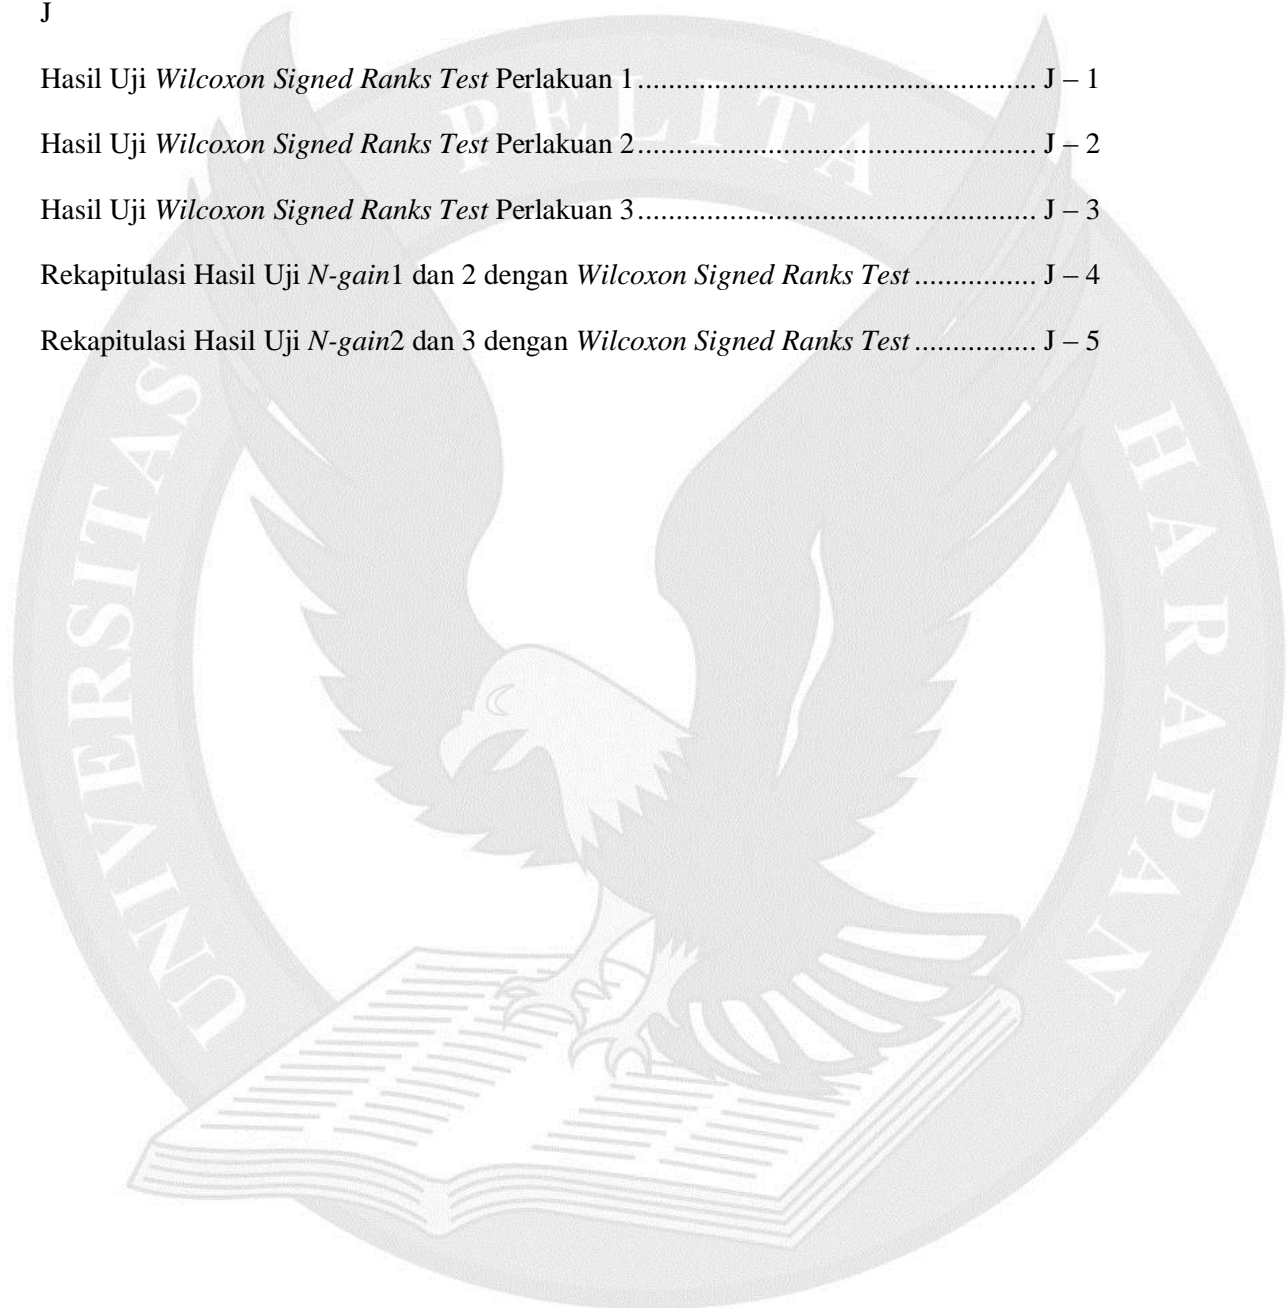 J
Hasil Uji Wilcoxon Signed Ranks Test Perlakuan 1.................................................... J – 1
Hasil Uji Wilcoxon Signed Ranks Test Perlakuan 2.................................................... J – 2
Hasil Uji Wilcoxon Signed Ranks Test Perlakuan 3.................................................... J – 3
Rekapitulasi Hasil Uji N-gain1 dan 2 dengan Wilcoxon Signed Ranks Test ................ J – 4
Rekapitulasi Hasil Uji N-gain2 dan 3 dengan Wilcoxon Signed Ranks Test ................ J – 5
UNIVERSITAS PELITA HARAPAN